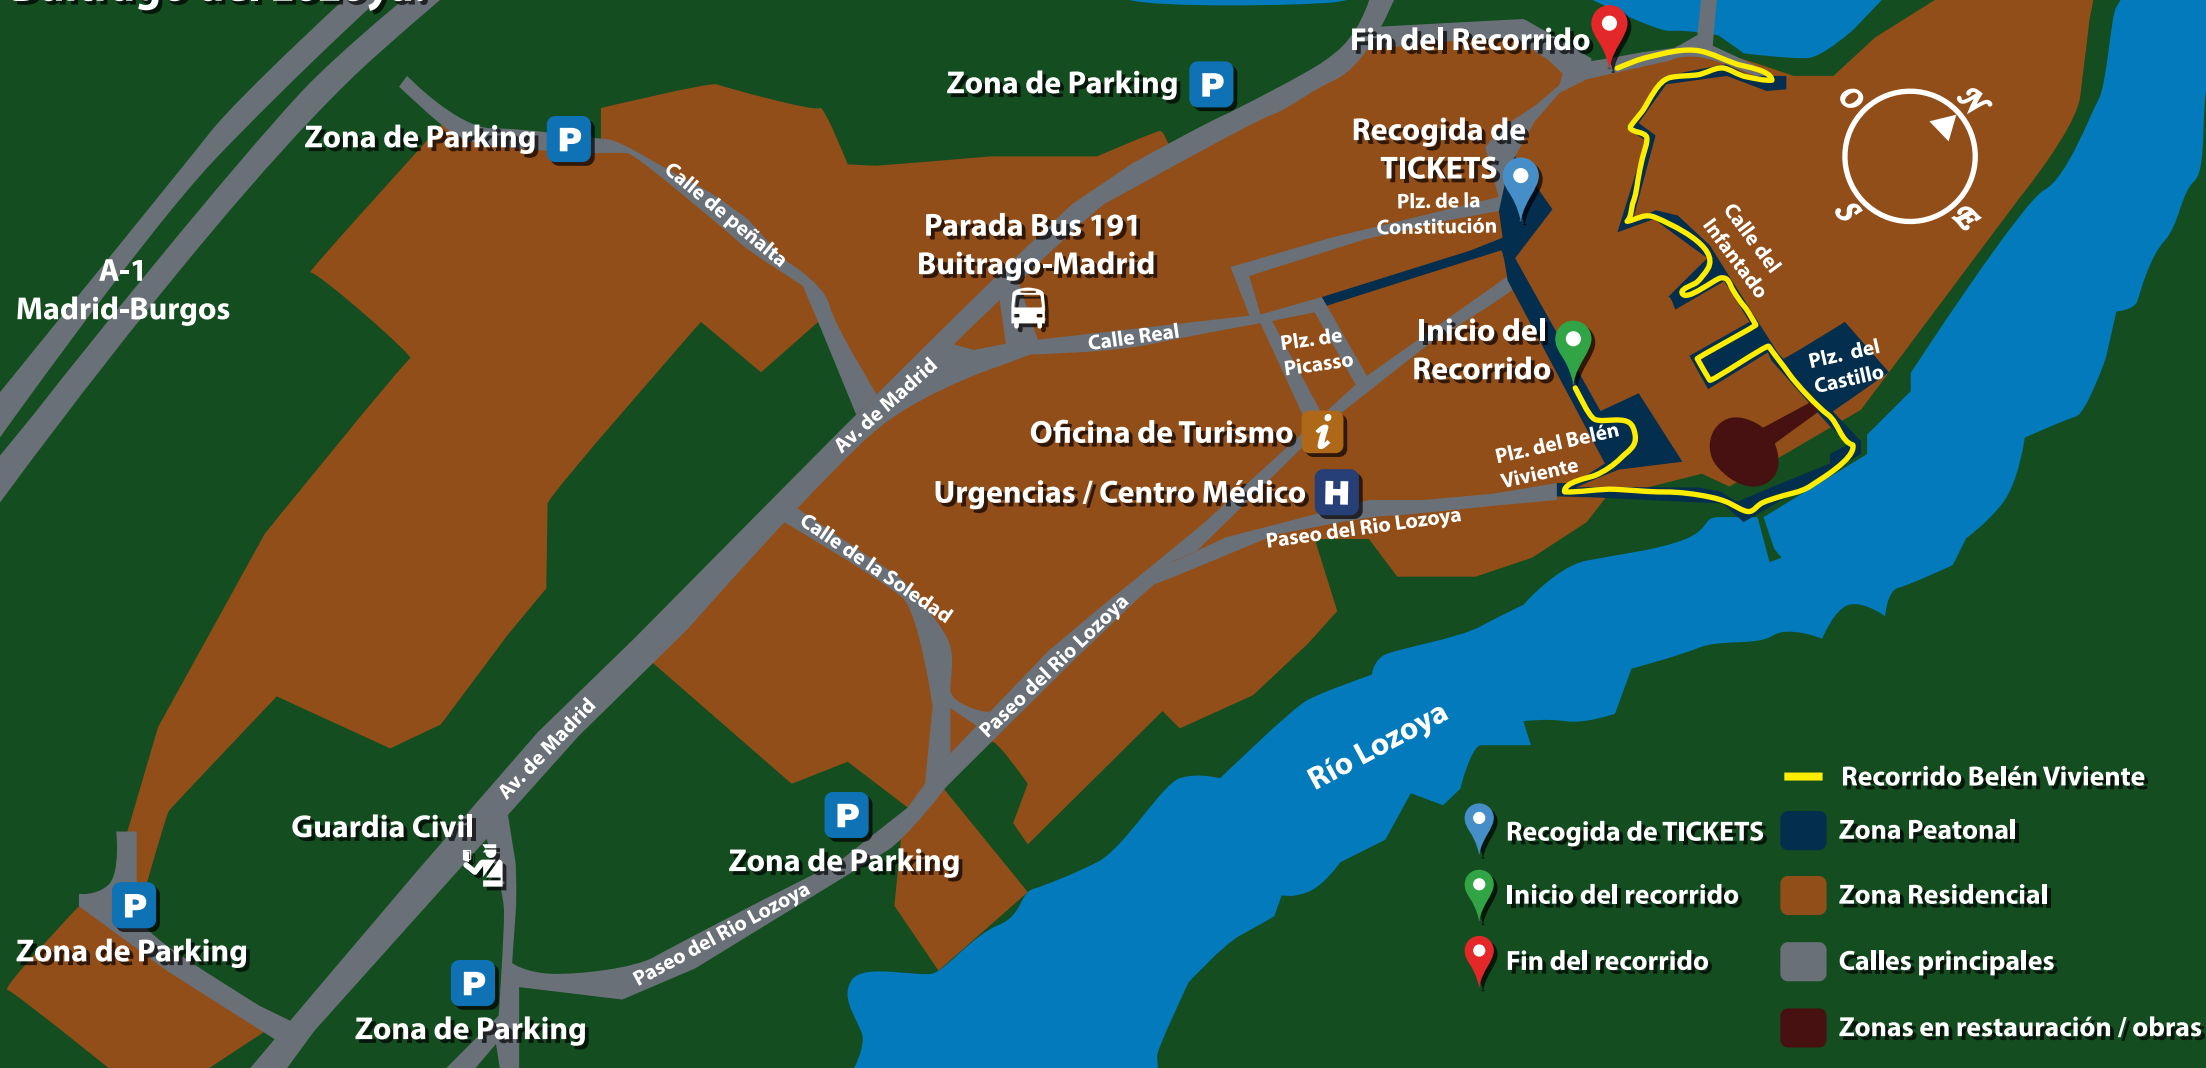 Buitrago del Lozoya.
Fin del Recorrido
Zona de Parking P
Zona de Parking P
Recogida de
TICKETS
Plz. de la
Constitución
O
N
S
E
Calle de peñalta
Parada Bus 191
Buitrago-Madrid
Calle del
Infantado
A-1
Madrid-Burgos
Calle Real
Plz. de
Picasso
Inicio del
Recorrido
Plz. del
Castillo
Av. de Madrid
Oficina de Turismo i
Plz. del Belén
Viviente
Urgencias / Centro Médico H
Paseo del Rio Lozoya
Calle de la Soledad
Paseo del Rio Lozoya
Av. de Madrid
Río Lozoya
Guardia Civil
P
Zona de Parking
Paseo del Rio Lozoya
P
Zona de Parking
P
Zona de Parking
Recorrido Belén Viviente
Recogida de TICKETS
Zona Peatonal
Inicio del recorrido
Zona Residencial
Fin del recorrido
Calles principales
Zonas en restauración / obras